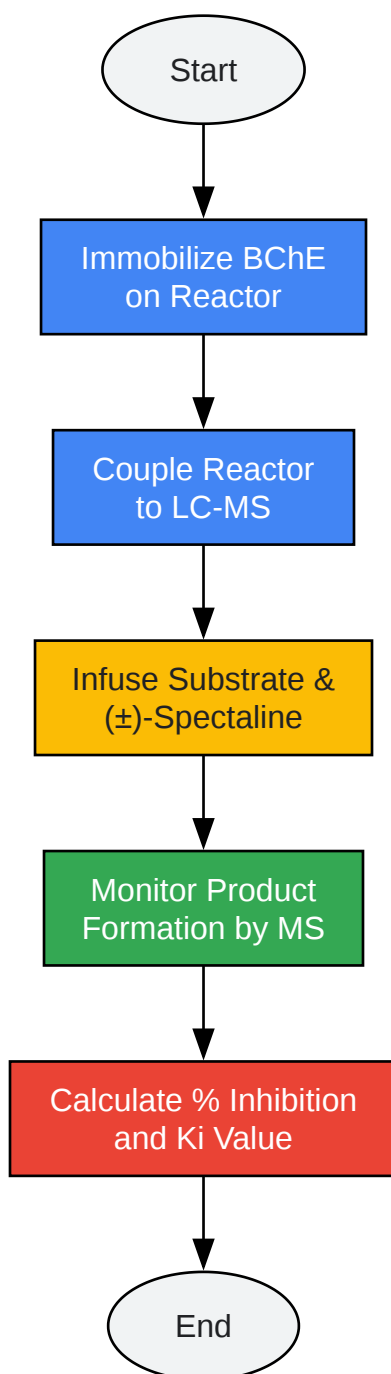 Start
Immobilize BChE
on Reactor
Couple Reactor
to LC-MS
Infuse Substrate &
(±)-Spectaline
Monitor Product
Formation by MS
Calculate % Inhibition
and Ki Value
End